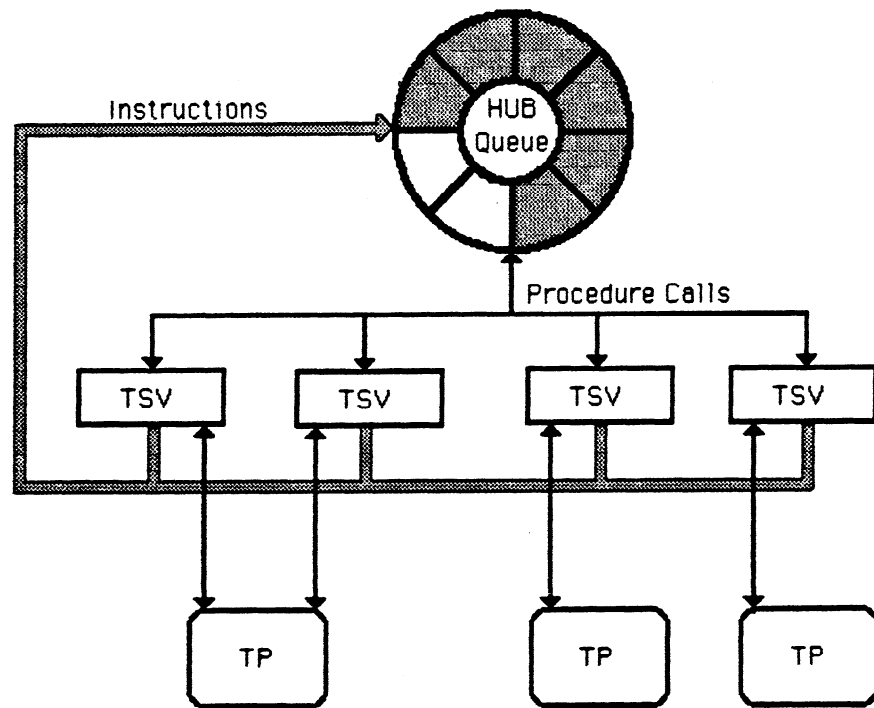 Instructions
HUB
Queue
Procedure Calls
TSV
TSV
TSV
TSV
TP
TP
TP